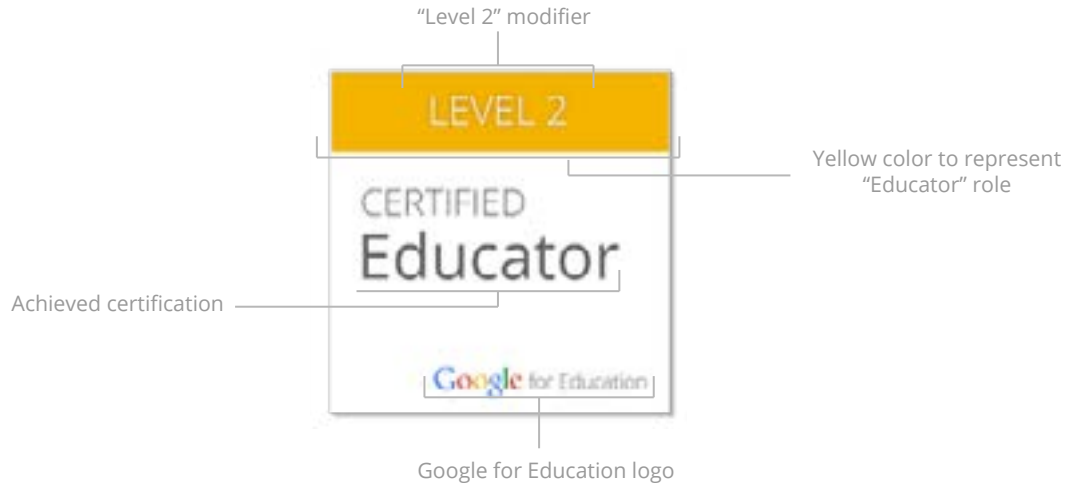 “Level 2” modifier
LEVEL 2
Yellow color to represent
“Educator” role
CERTIFIED
Educator
Achieved certification
Google for Education
Google for Education logo